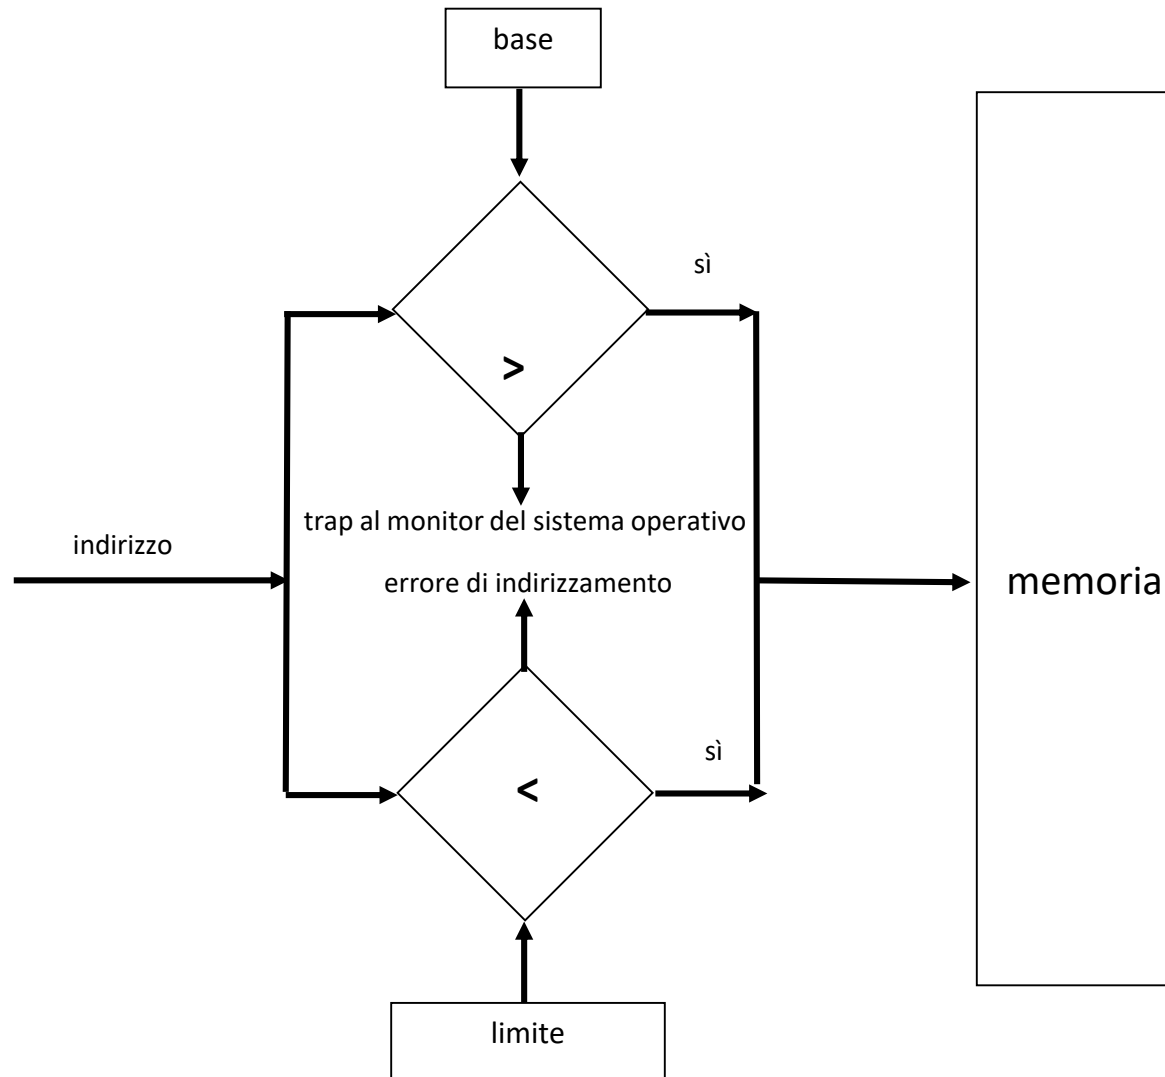 base
sì
>
trap al monitor del sistema operativo
indirizzo
errore di indirizzamento
memoria
sì
<
limite